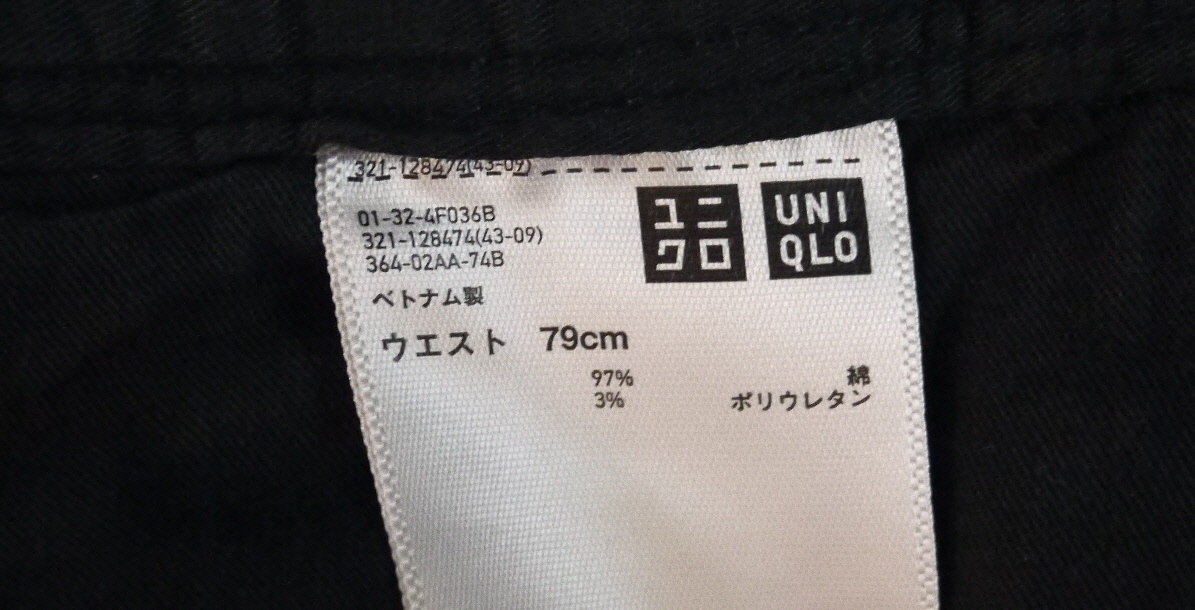 321-128474(43-09)
01-32-4F036B
321-128474(43-09)
364-02AA-74B
ベトナム製
ユニ
クロ
UNI
QLO
ウエスト 79cm
97% 綿
3% ポリウレタン